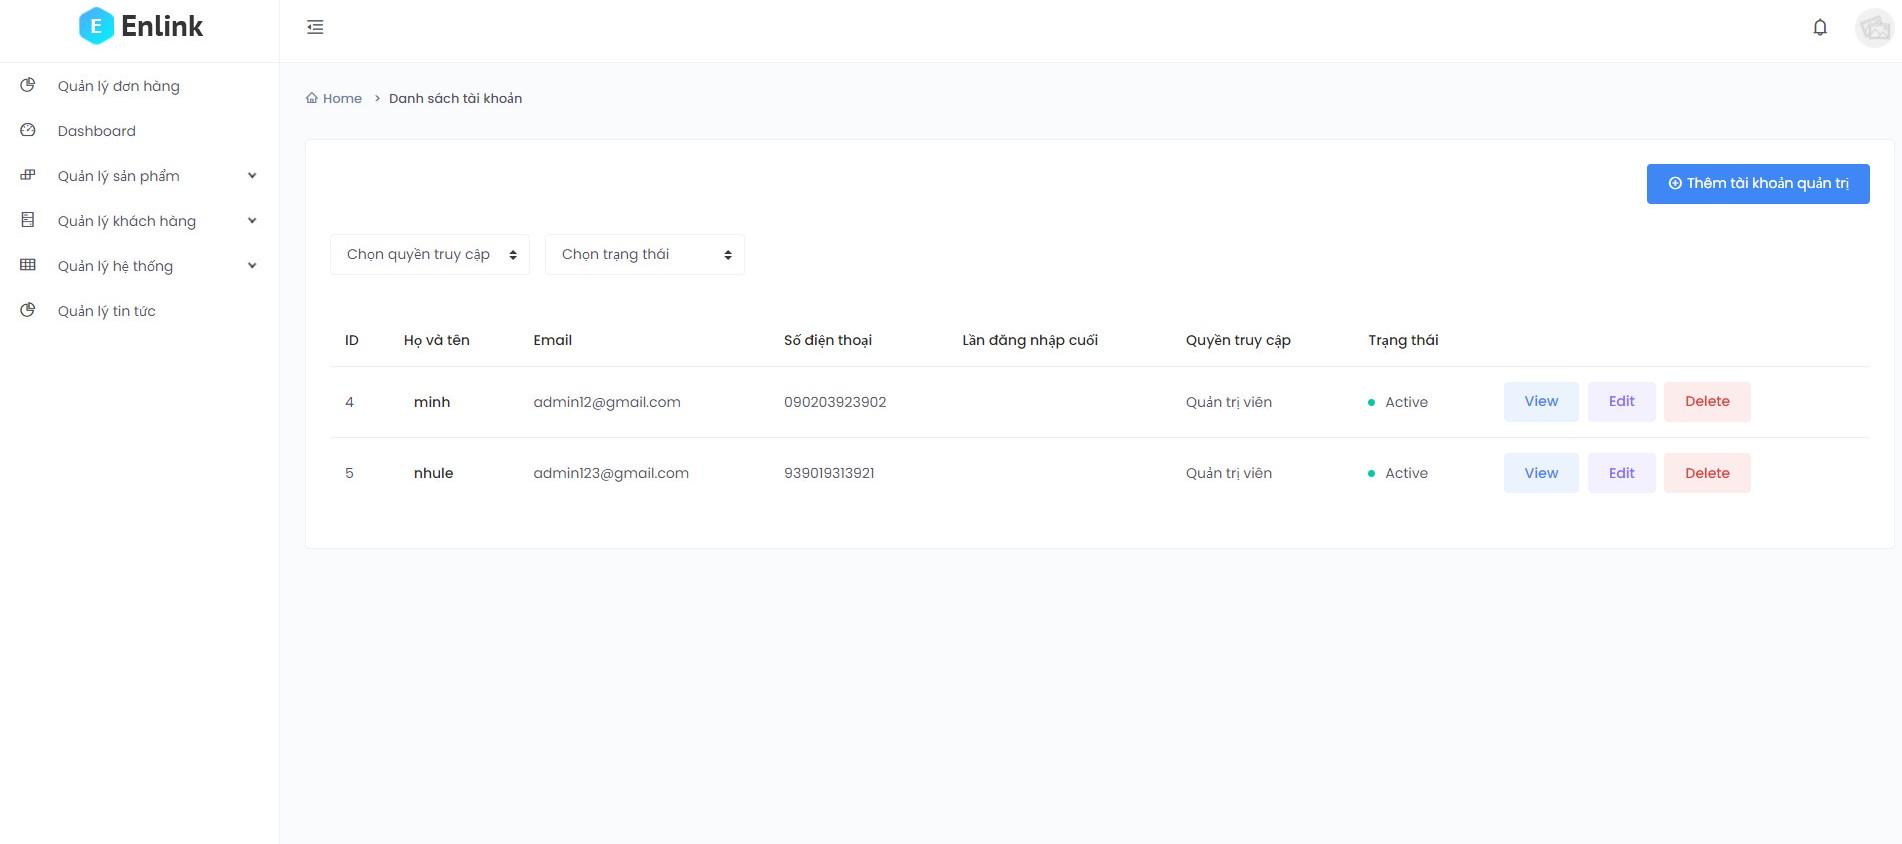 E Enlink
Quản lý đơn hàng
Dashboard
Quản lý sản phẩm
Quản lý khách hàng
Quản lý hệ thống
Quản lý tin tức
Home > Danh sách tài khoản
Thêm tài khoản quản trị
Chọn quyền truy cập Chọn trạng thái
ID Họ và tên Email Số điện thoại Lần đăng nhập cuối Quyền truy cập Trạng thái
4 minh admin12@gmail.com 090203923902 Quản trị viên Active View Edit Delete
5 nhule admin123@gmail.com 939019313921 Quản trị viên Active View Edit Delete